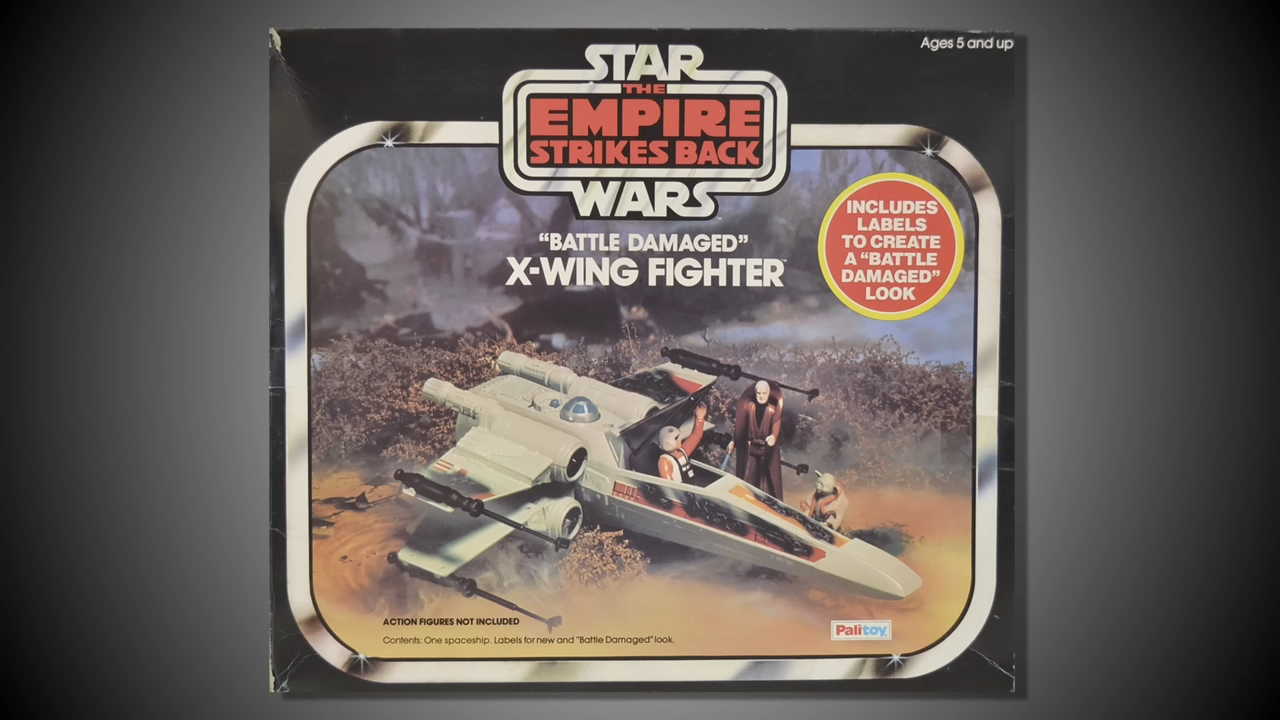 Ages 5 and up
STAR
THE
EMPIRE
STRIKES BACK
WARS
“BATTLE DAMAGED”
X-WING FIGHTER™
INCLUDES
LABELS
TO CREATE
A “BATTLE
DAMAGED”
LOOK
ACTION FIGURES NOT INCLUDED
Contents: One spaceship. Labels for new and “Battle Damaged” look.
Palitoy